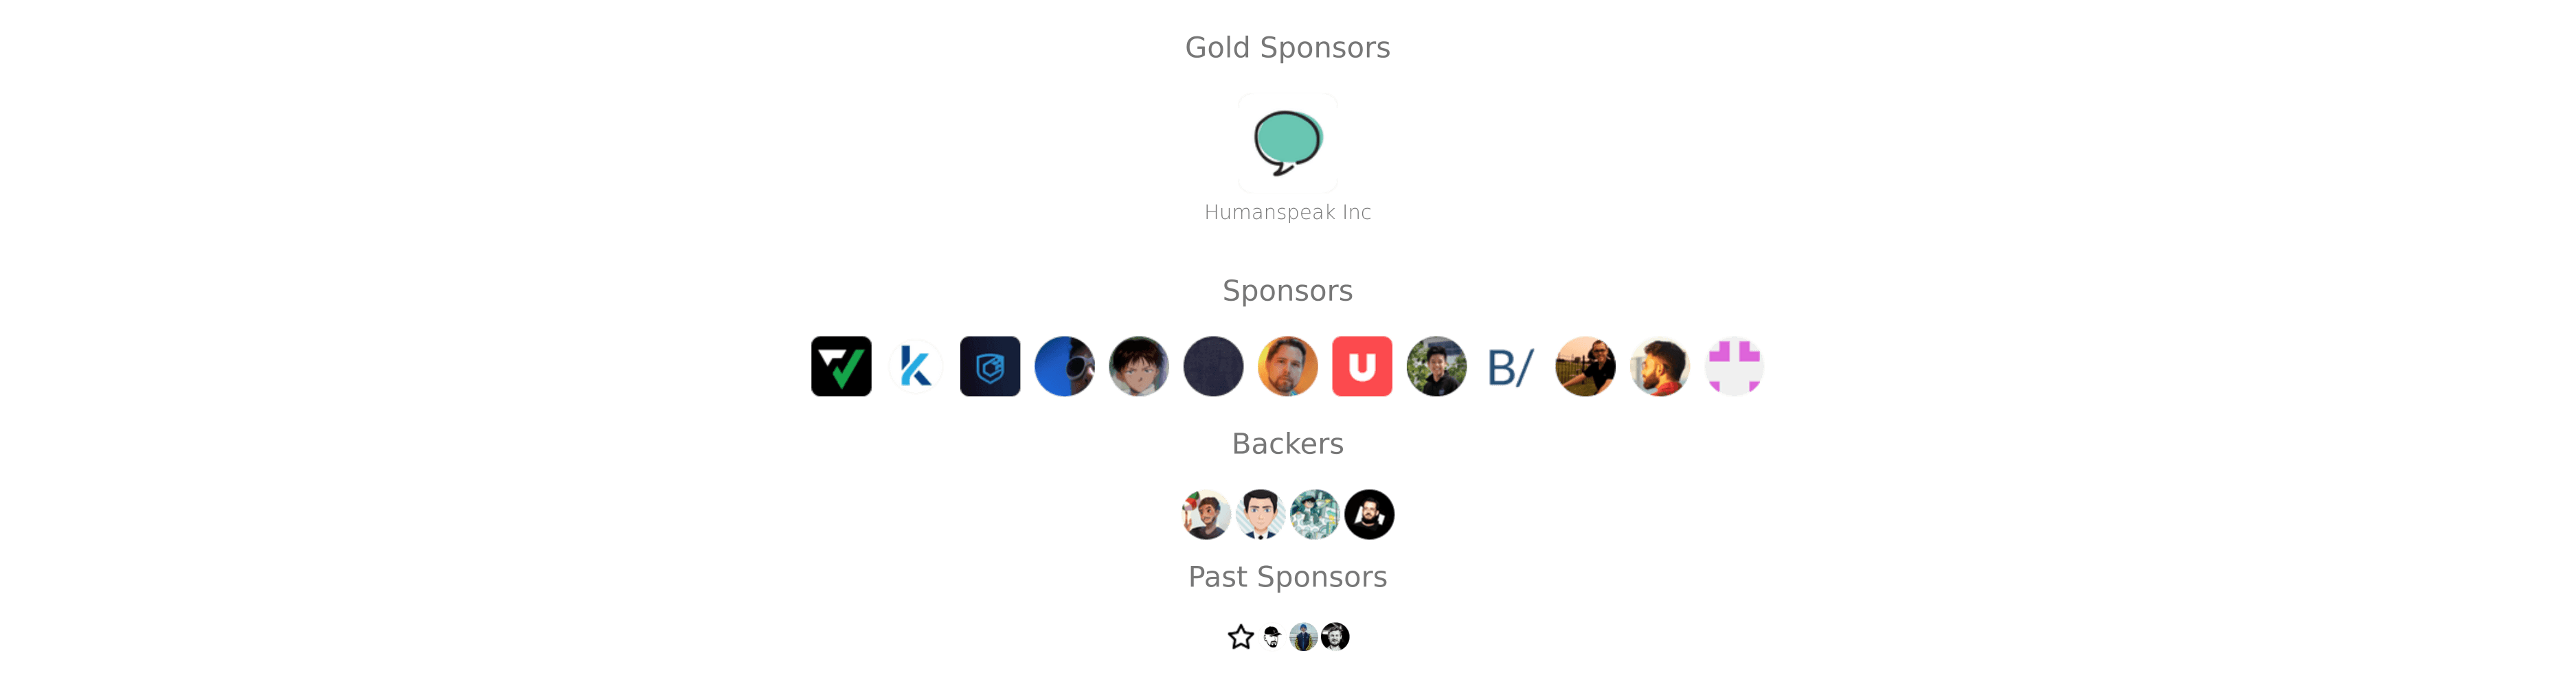 Gold Sponsors
Humanspeak Inc
Sponsors
U
B/
Backers
Past Sponsors